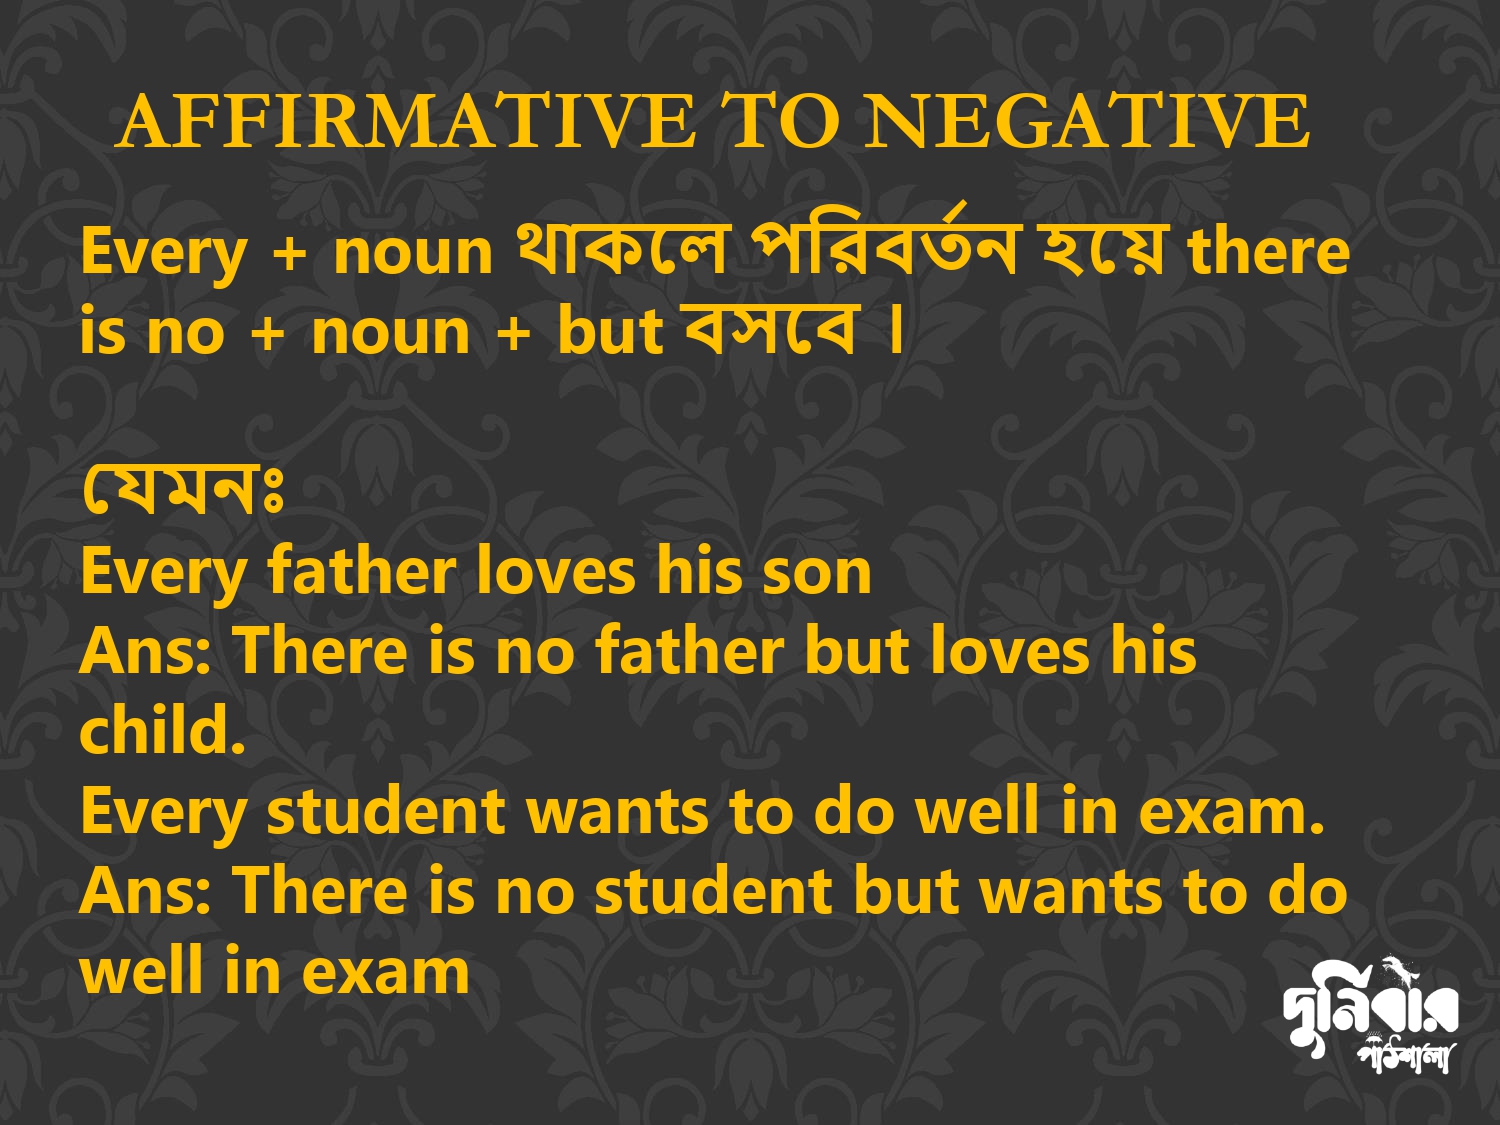 AFFIRMATIVE TO NEGATIVE
Every + noun থাকলে পরিবর্তন হয়ে there
is no + noun + but বসবে ।
যেমনঃ
Every father loves his son
Ans: There is no father but loves his
child.
Every student wants to do well in exam.
Ans: There is no student but wants to do
well in exam
দুর্নিবার
পাঠশালা